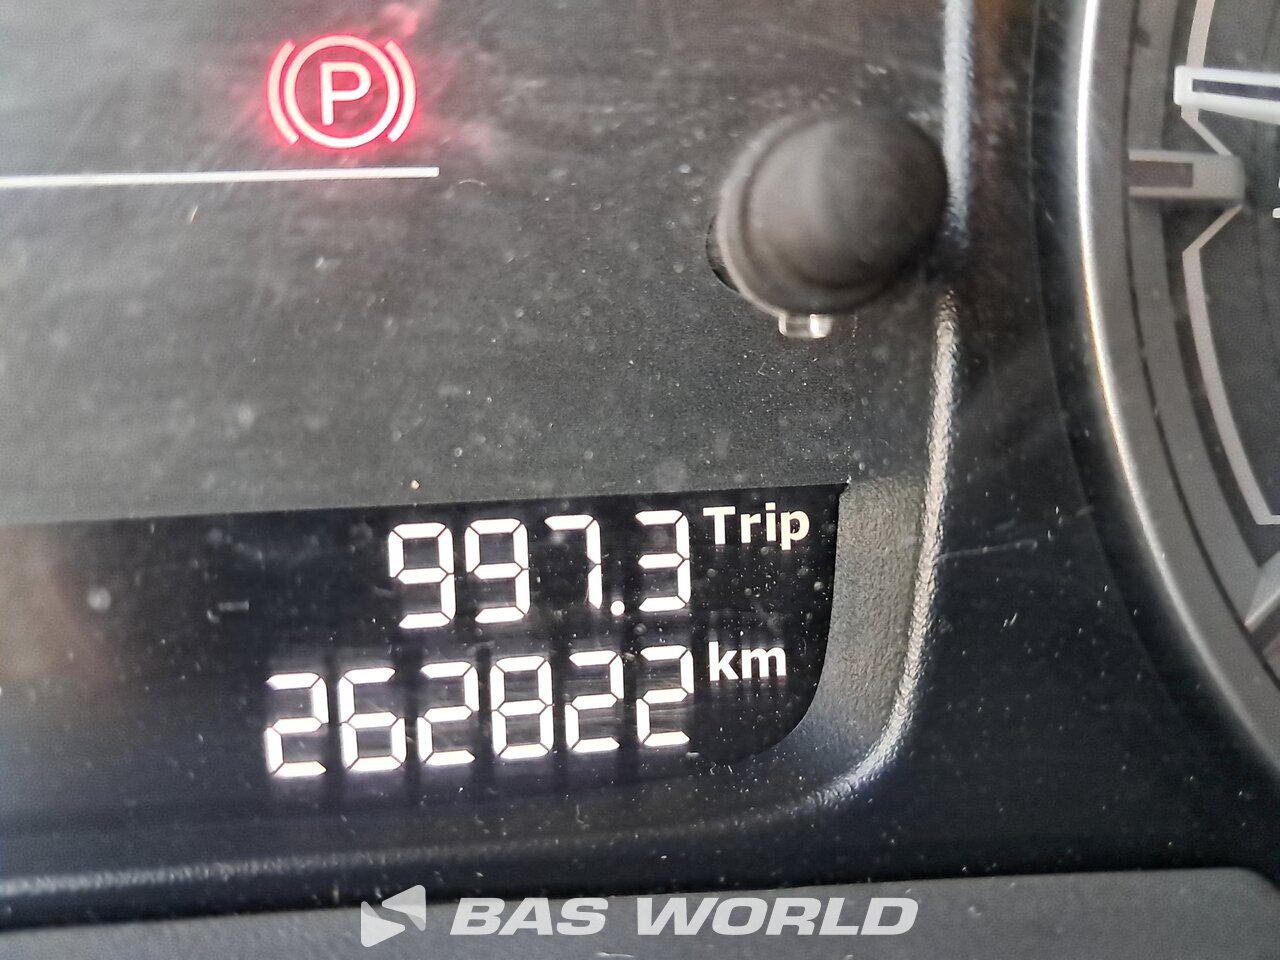 P
997.3 Trip
262822 km
BAS WORLD